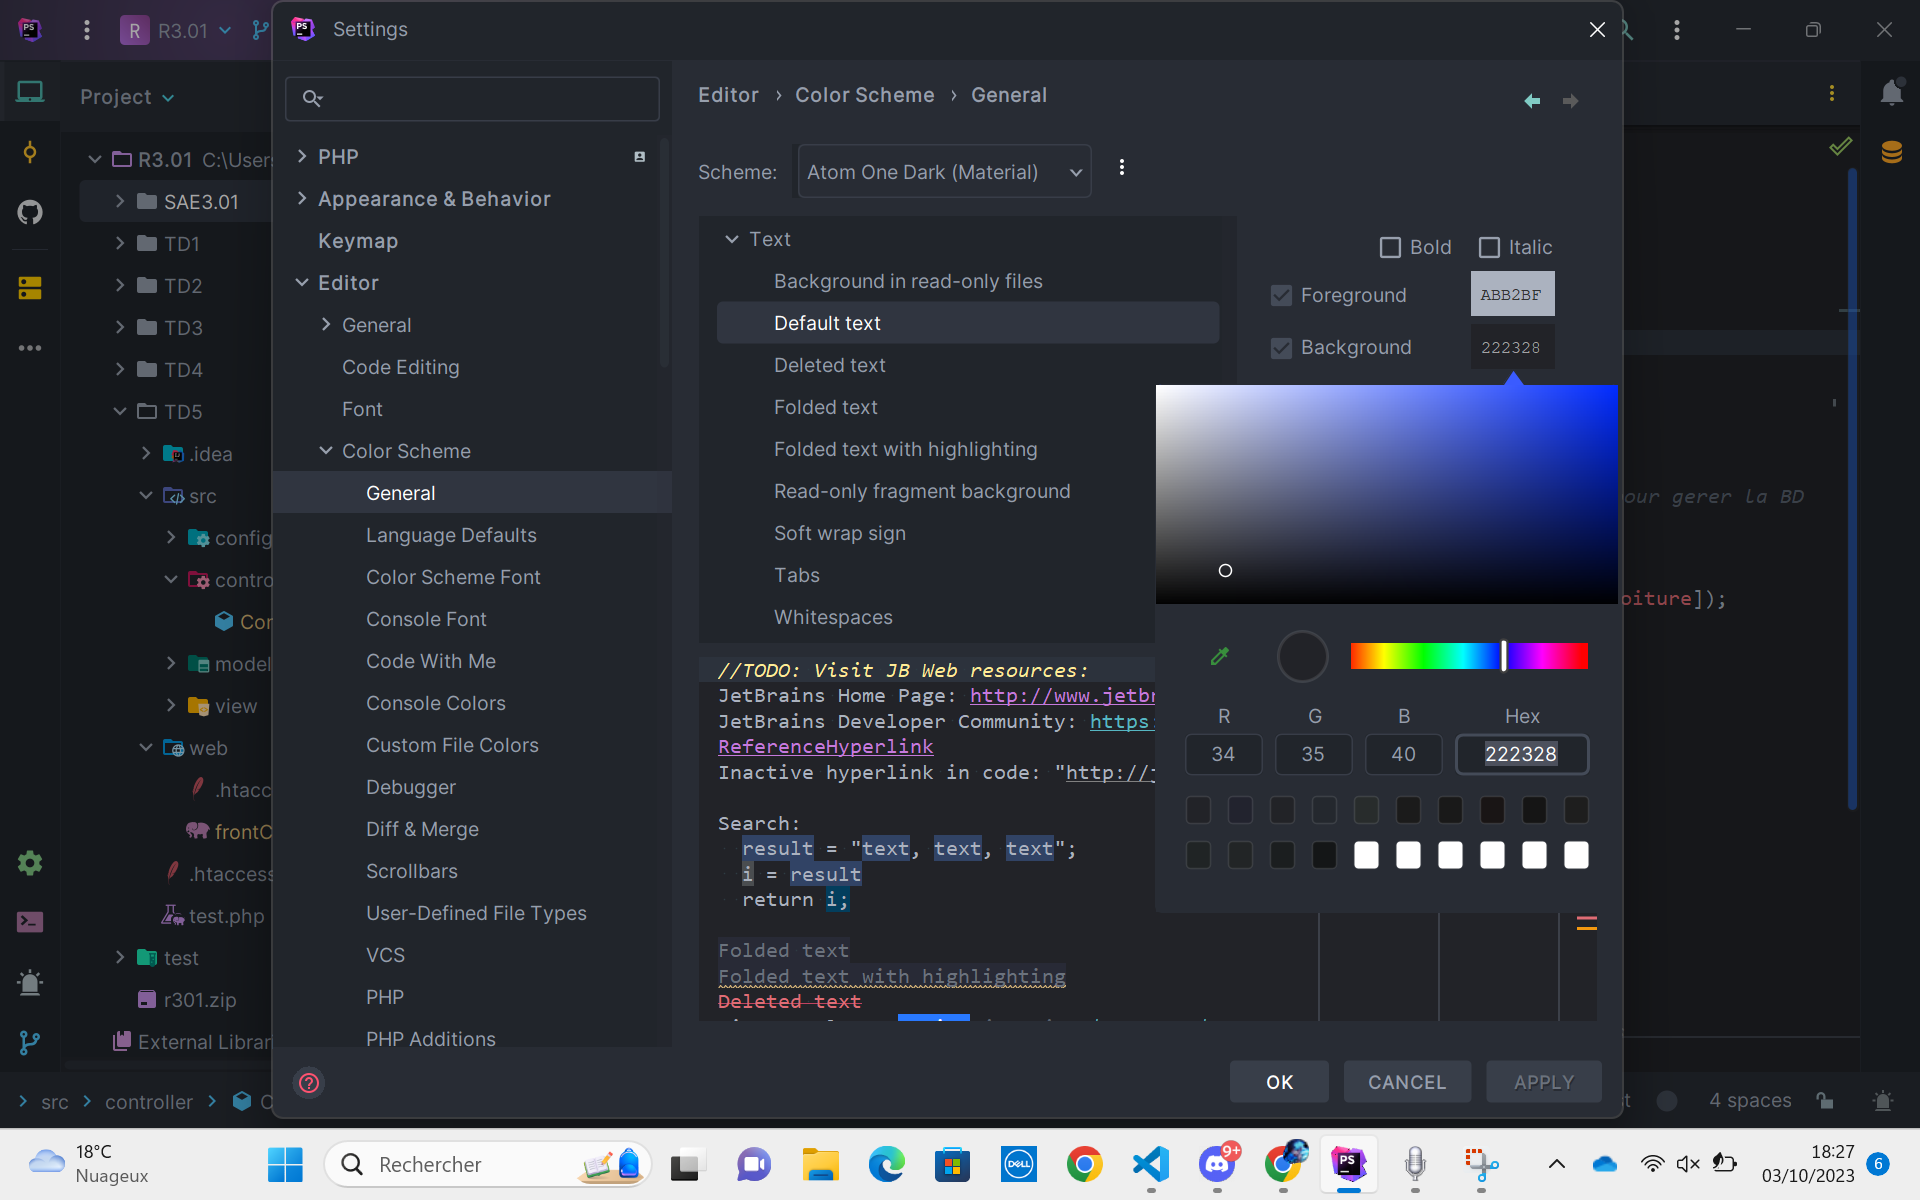 R R3.01
Settings
Project
Editor › Color Scheme › General
R3.01 C:\Users
SAE3.01
TD1
TD2
TD3
TD4
TD5
.idea
src
config
contro
Cor
model
view
web
.htacc
frontC
.htaccess
test.php
test
r301.zip
External Librar
PHP
Appearance & Behavior
Keymap
Editor
General
Code Editing
Font
Color Scheme
General
Language Defaults
Color Scheme Font
Console Font
Code With Me
Console Colors
Custom File Colors
Debugger
Diff & Merge
Scrollbars
User-Defined File Types
VCS
PHP
PHP Additions
Scheme: Atom One Dark (Material)
Text
Background in read-only files
Default text
Deleted text
Folded text
Folded text with highlighting
Read-only fragment background
Soft wrap sign
Tabs
Whitespaces
Bold Italic
Foreground ABB2BF
Background 222328
R G B Hex
34 35 40 222328
//TODO: Visit JB Web resources:
JetBrains Home Page: http://www.jetbr
JetBrains Developer Community: https:
ReferenceHyperlink
Inactive hyperlink in code: "http://j
Search:
result = "text, text, text";
i = result
return i;
Folded text
Folded text with highlighting
Deleted text
our gerer la BD
oiture]);
OK CANCEL APPLY
src controller C
4 spaces
18°C
Nuageux
Rechercher
DELL
9+
PS
18:27
03/10/2023
6